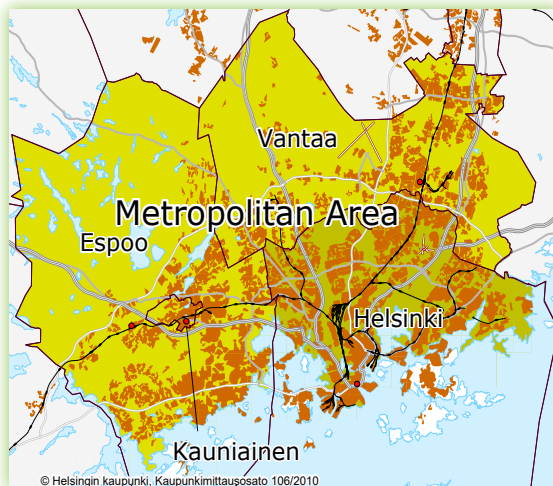 Vantaa
Metropolitan Area
Espoo
Helsinki
Kauniainen
© Helsingin kaupunki, Kaupunkimittausosato 106/2010